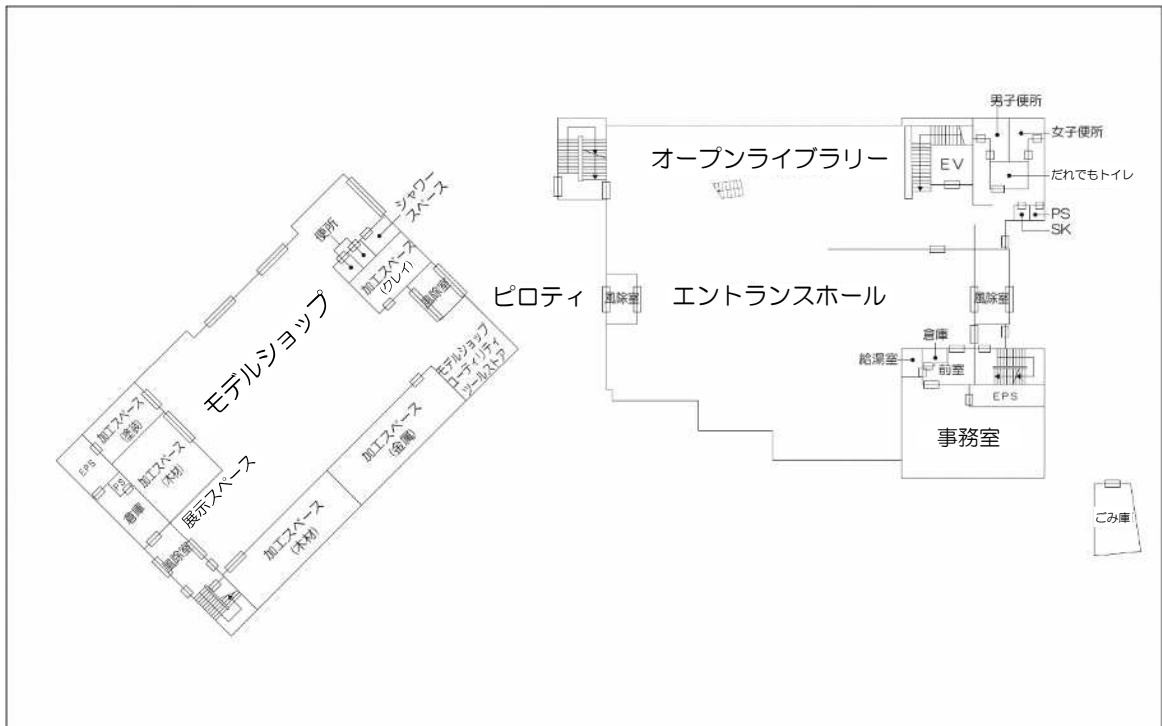 男子便所
女子便所
オープンライブラリー
EV
だれでもトイレ
PS
SK
シャワー
スペース
便所
加工スペース
(クレイ)
風除室
ピロティ
風除室
エントランスホール
風除室
モデルショップ
モデルショップ
ユーティリティ
ツールストア
倉庫
給湯室
前室
EPS
事務室
加工スペース
(塗装)
加工スペース
(金属)
EPS
PS
加工スペース
(木材)
展示スペース
倉庫
加工スペース
(木材)
風除室
ごみ庫